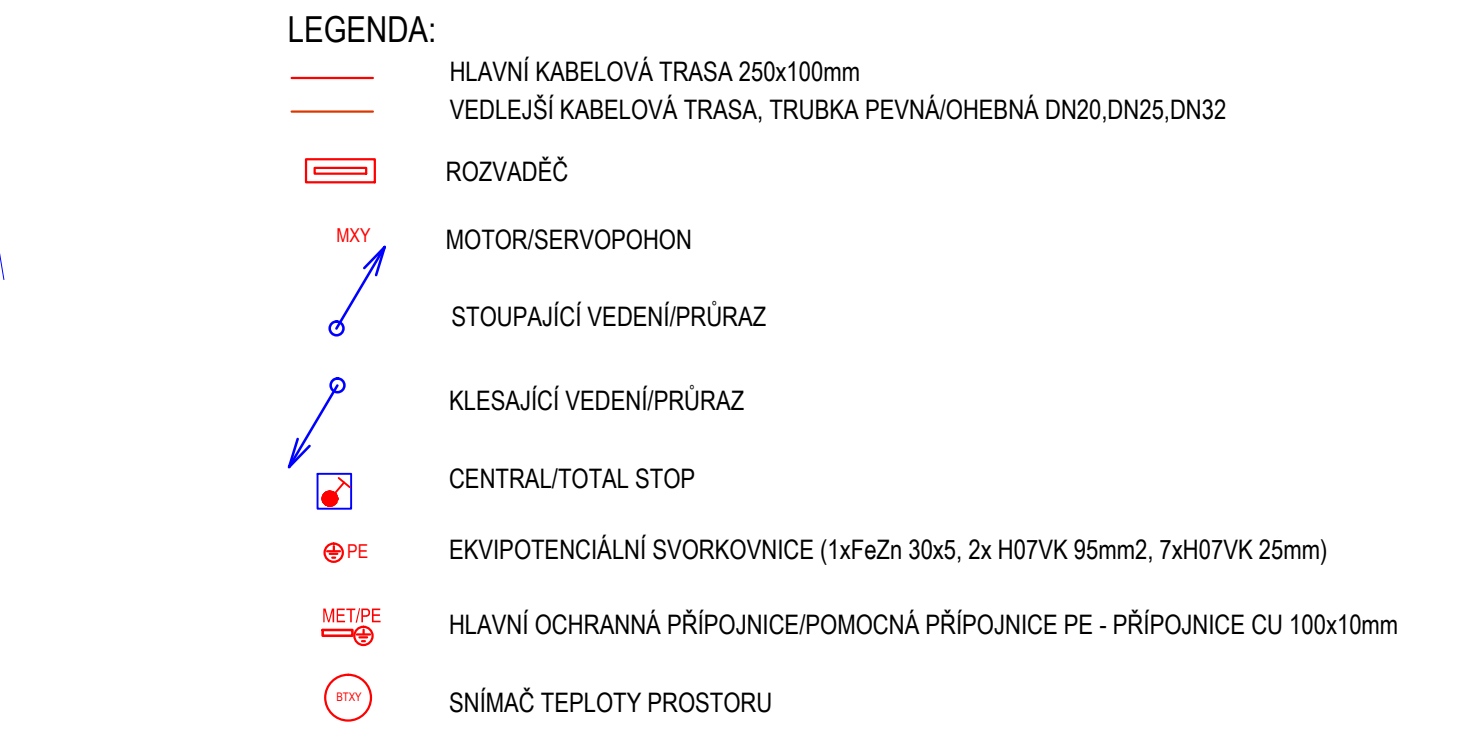 LEGENDA:
HLAVNÍ KABELOVÁ TRASA 250x100mm
VEDLEJŠÍ KABELOVÁ TRASA, TRUBKA PEVNÁ/OHEBNÁ DN20,DN25,DN32
ROZVADĚČ
MXY MOTOR/SERVOPOHON
STOUPAJÍCÍ VEDENÍ/PRŮRAZ
KLESAJÍCÍ VEDENÍ/PRŮRAZ
CENTRAL/TOTAL STOP
PE EKVIPOTENCIÁLNÍ SVORKOVNICE (1xFeZn 30x5, 2x H07VK 95mm2, 7xH07VK 25mm)
MET/PE HLAVNÍ OCHRANNÁ PŘÍPOJNICE/POMOCNÁ PŘÍPOJNICE PE - PŘÍPOJNICE CU 100x10mm
BTXY SNÍMAČ TEPLOTY PROSTORU